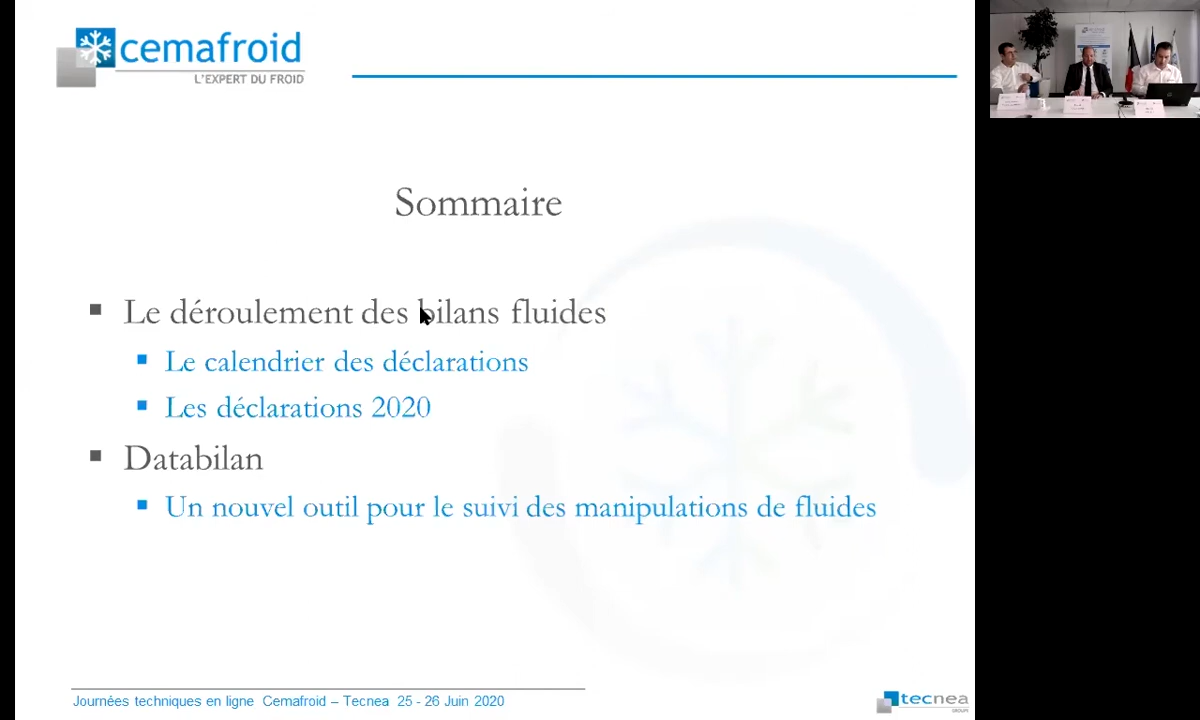 cemafroid
L'EXPERT DU FROID
Sommaire
Le déroulement des bilans fluides
Le calendrier des déclarations
Les déclarations 2020
Databilan
Un nouvel outil pour le suivi des manipulations de fluides
Journées techniques en ligne Cemafroid – Tecnea 25 - 26 Juin 2020
tecnea
GROUPE